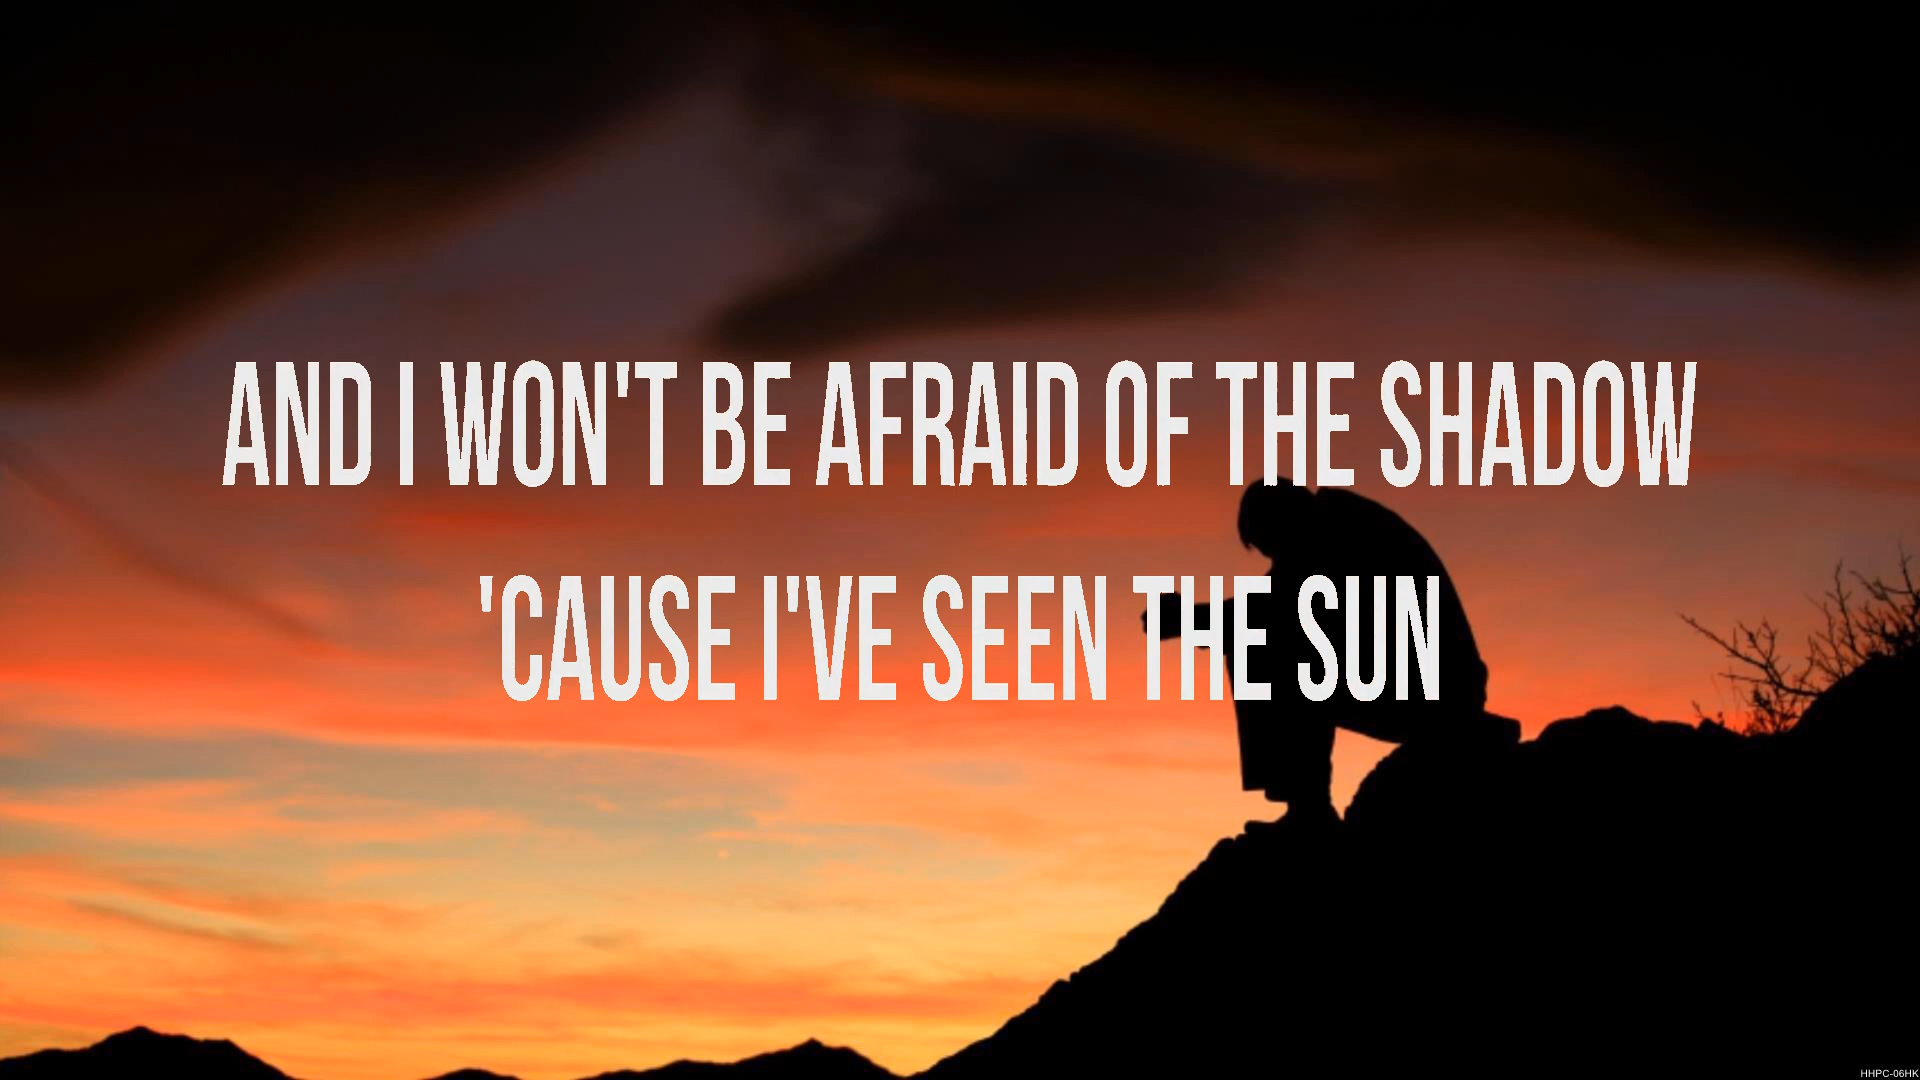 AND I WON'T BE AFRAID OF THE SHADOW
'CAUSE I'VE SEEN THE SUN
HHPC-06HK